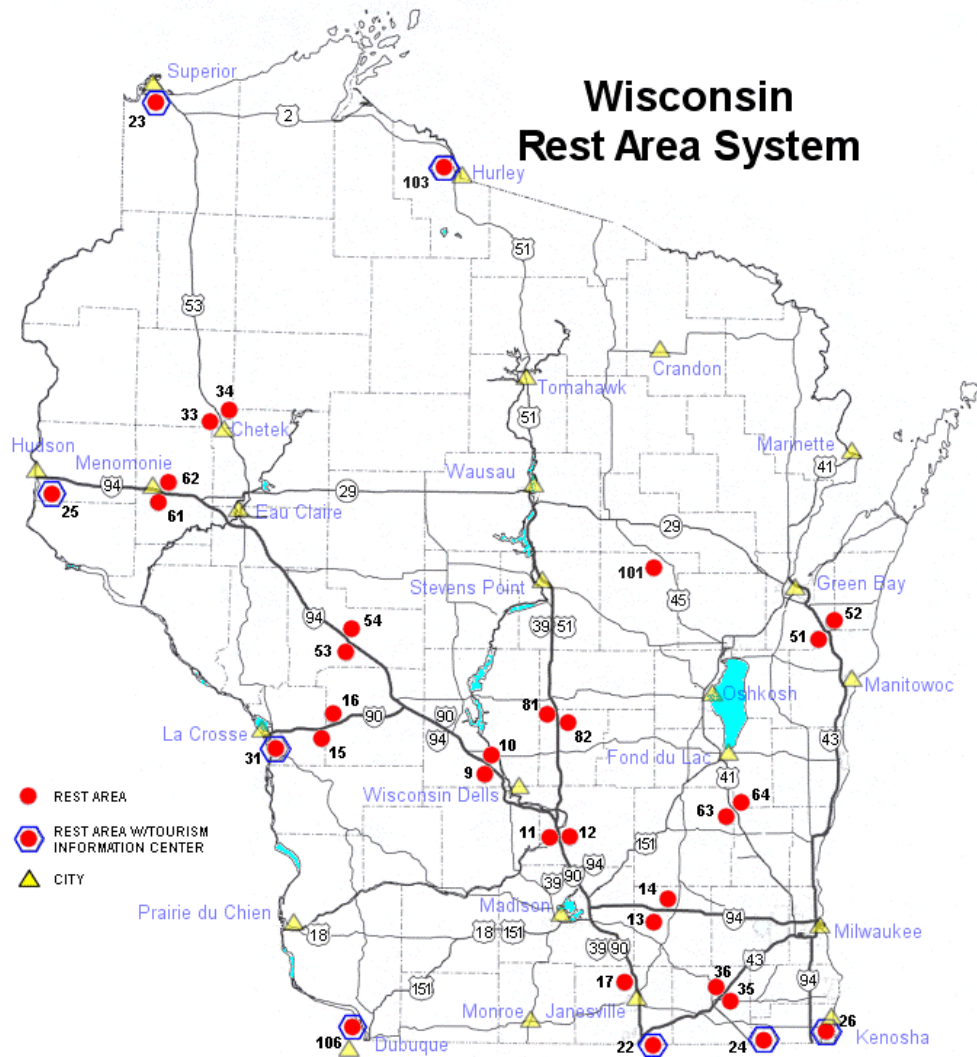 Wisconsin
Rest Area System
Superior
23
2
103
Hurley
51
53
Crandon
Tomahawk
34
33
Chetek
51
Hudson
Menomonie
62
94
25
61
Eau Claire
29
Wausau
Marinette
41
29
Stevens Point
101
45
Green Bay
52
51
94
54
53
39
51
Oshkosh
Manitowoc
16
90
La Crosse
31
15
90
94
81
82
43
10
9
Fond du Lac
41
Wisconsin Dells
64
63
REST AREA
REST AREA W/TOURISM
INFORMATION CENTER
CITY
11
12
151
94
90
39
14
13
94
Madison
Prairie du Chien
18
18
151
Milwaukee
39
90
43
94
17
36
35
151
Monroe
Janesville
26
Kenosha
106
Dubuque
22
24